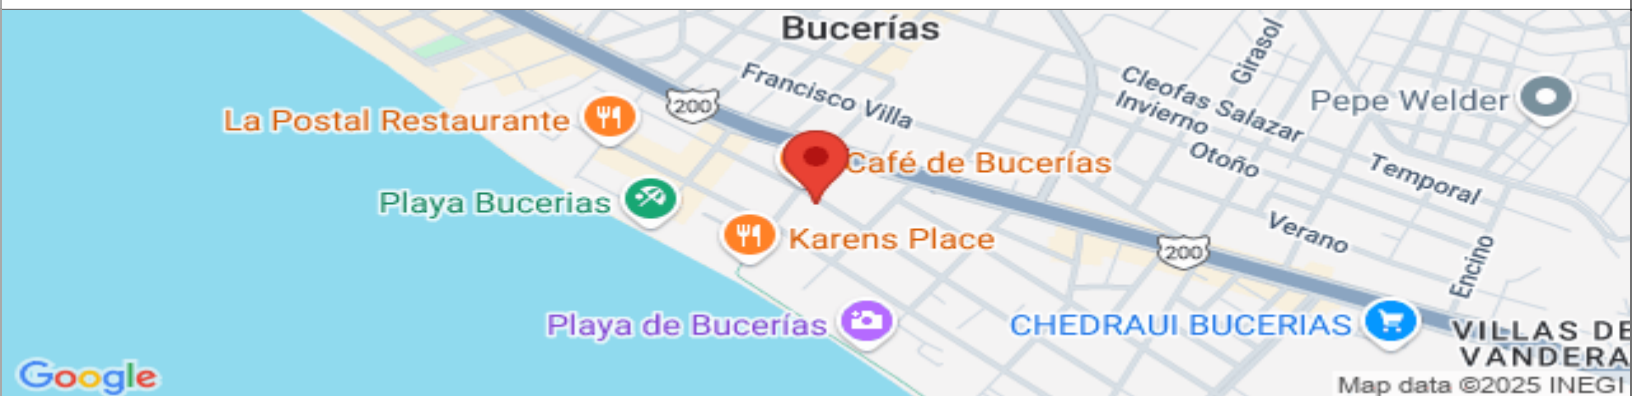 Bucerías
Girasol
Francisco Villa
Cleofas Salazar
Invierno
Pepe Welder
200
La Postal Restaurante
Otoño
Café de Bucerías
Temporal
Playa Bucerias
Karens Place
Verano
200
Encino
Playa de Bucerías
CHEDRAUI BUCERIAS
VILLAS DE
VANDERA
Google
Map data ©2025 INEGI